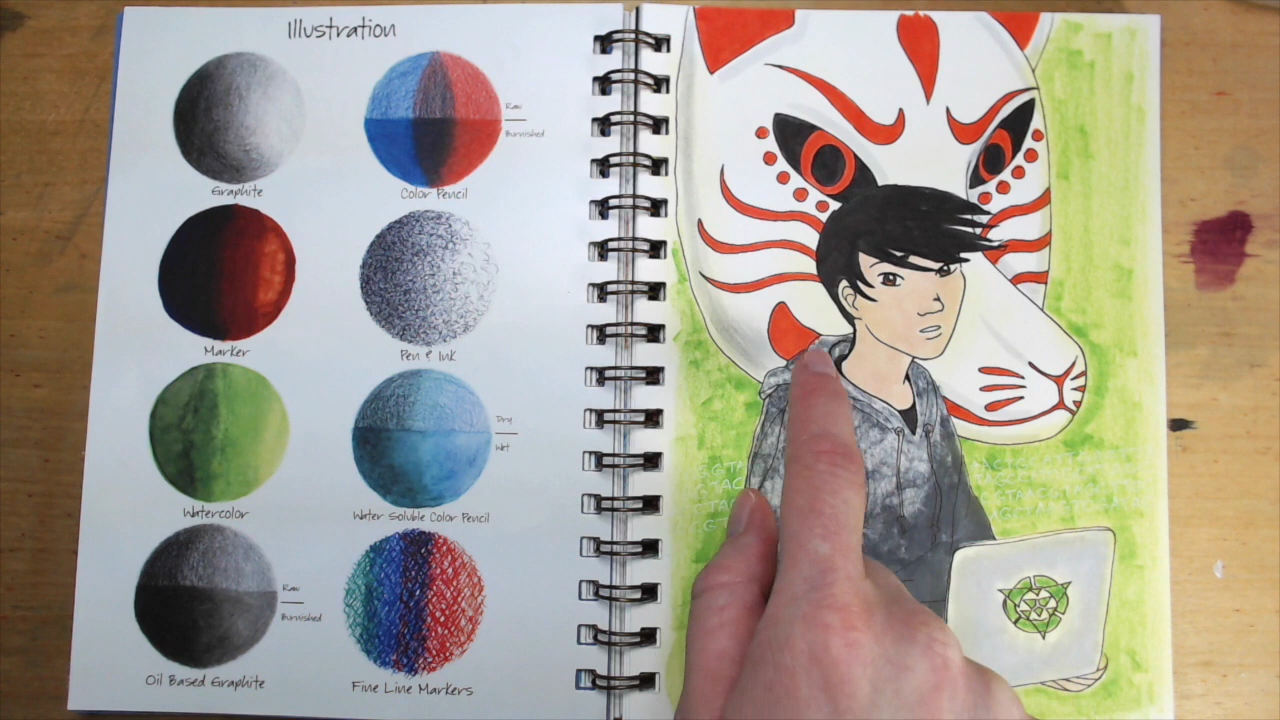 Illustration
Raw
Burnished
Graphite
Color Pencil
Marker
Pen & Ink
Dry
Wet
Watercolor
Water Soluble Color Pencil
Raw
Burnished
Oil Based Graphite
Fine Line Markers